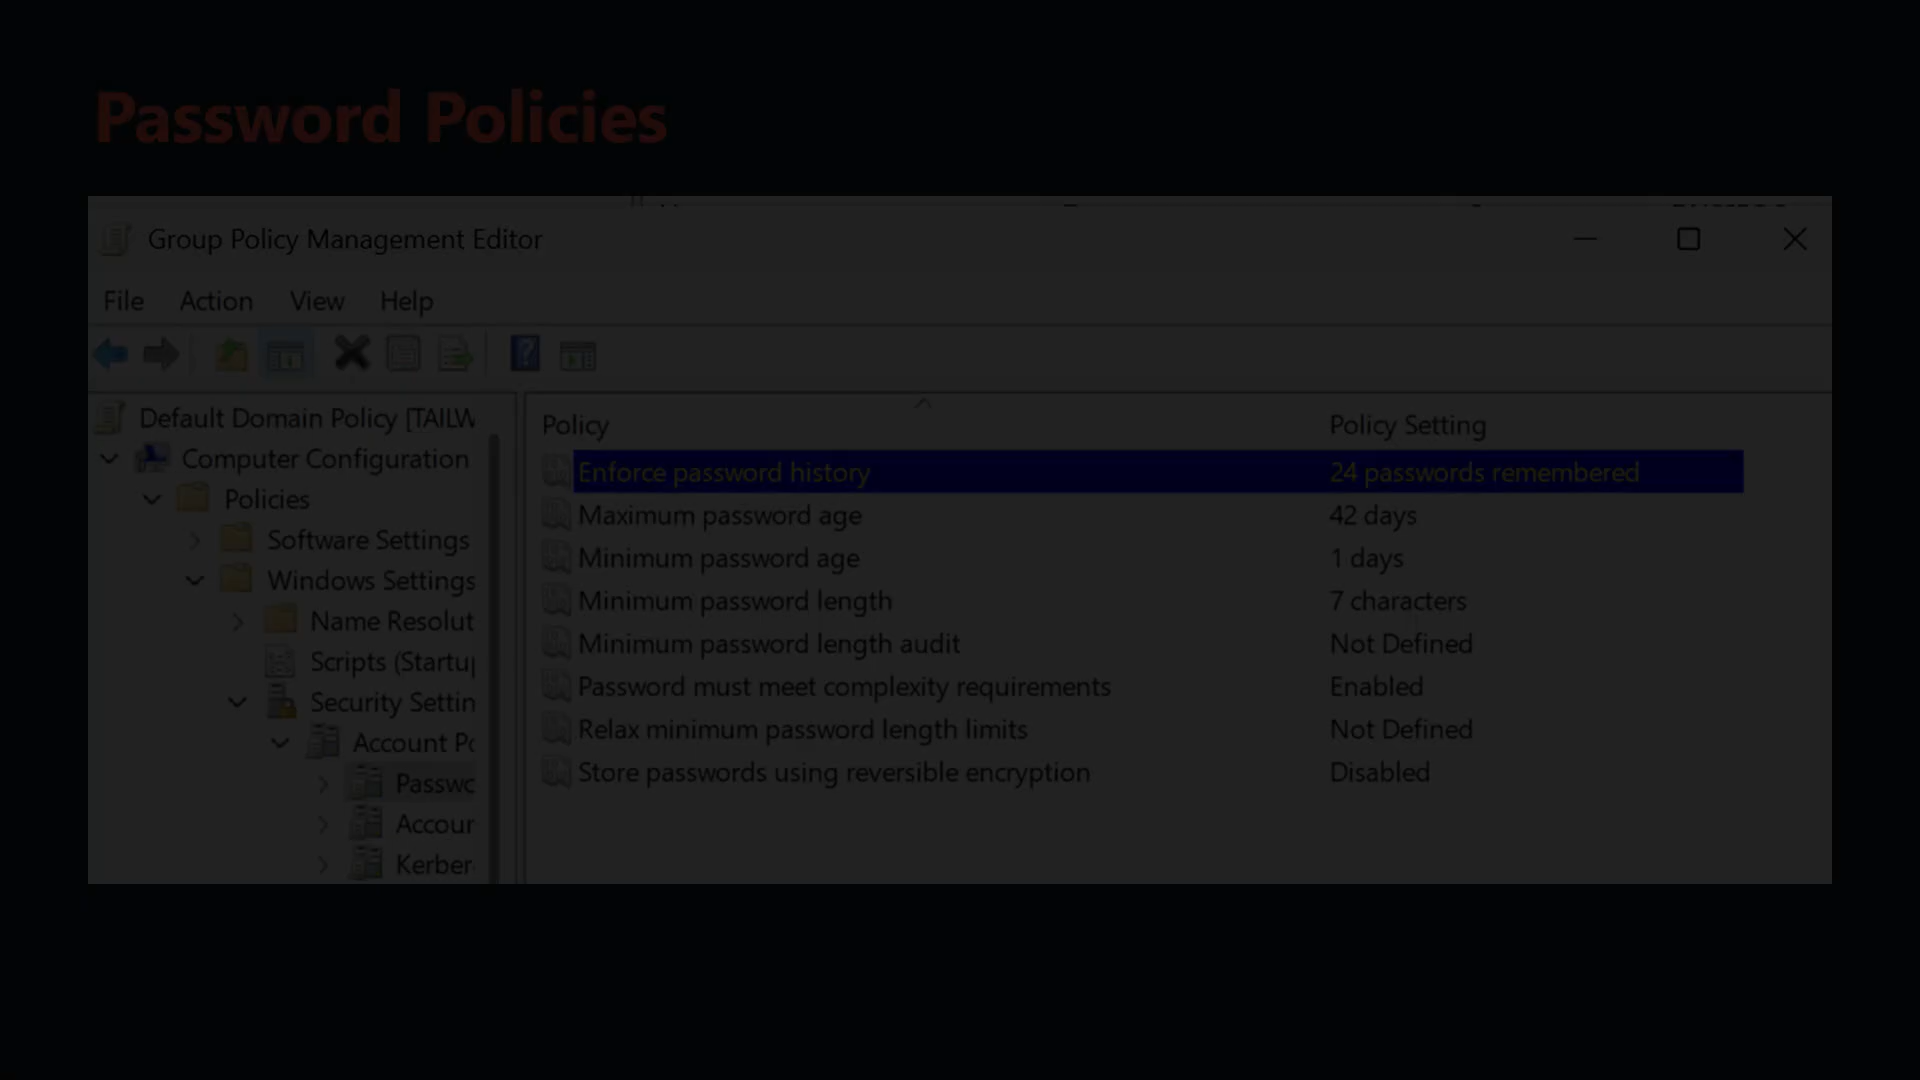 Password Policies
Group Policy Management Editor
File Action View Help
Default Domain Policy [TAILW
Computer Configuration
Policies
Software Settings
Windows Settings
Name Resolut
Scripts (Startup
Security Settin
Account Po
Passwo
Accour
Kerber
Policy Policy Setting
Enforce password history 24 passwords remembered
Maximum password age 42 days
Minimum password age 1 days
Minimum password length 7 characters
Minimum password length audit Not Defined
Password must meet complexity requirements Enabled
Relax minimum password length limits Not Defined
Store passwords using reversible encryption Disabled